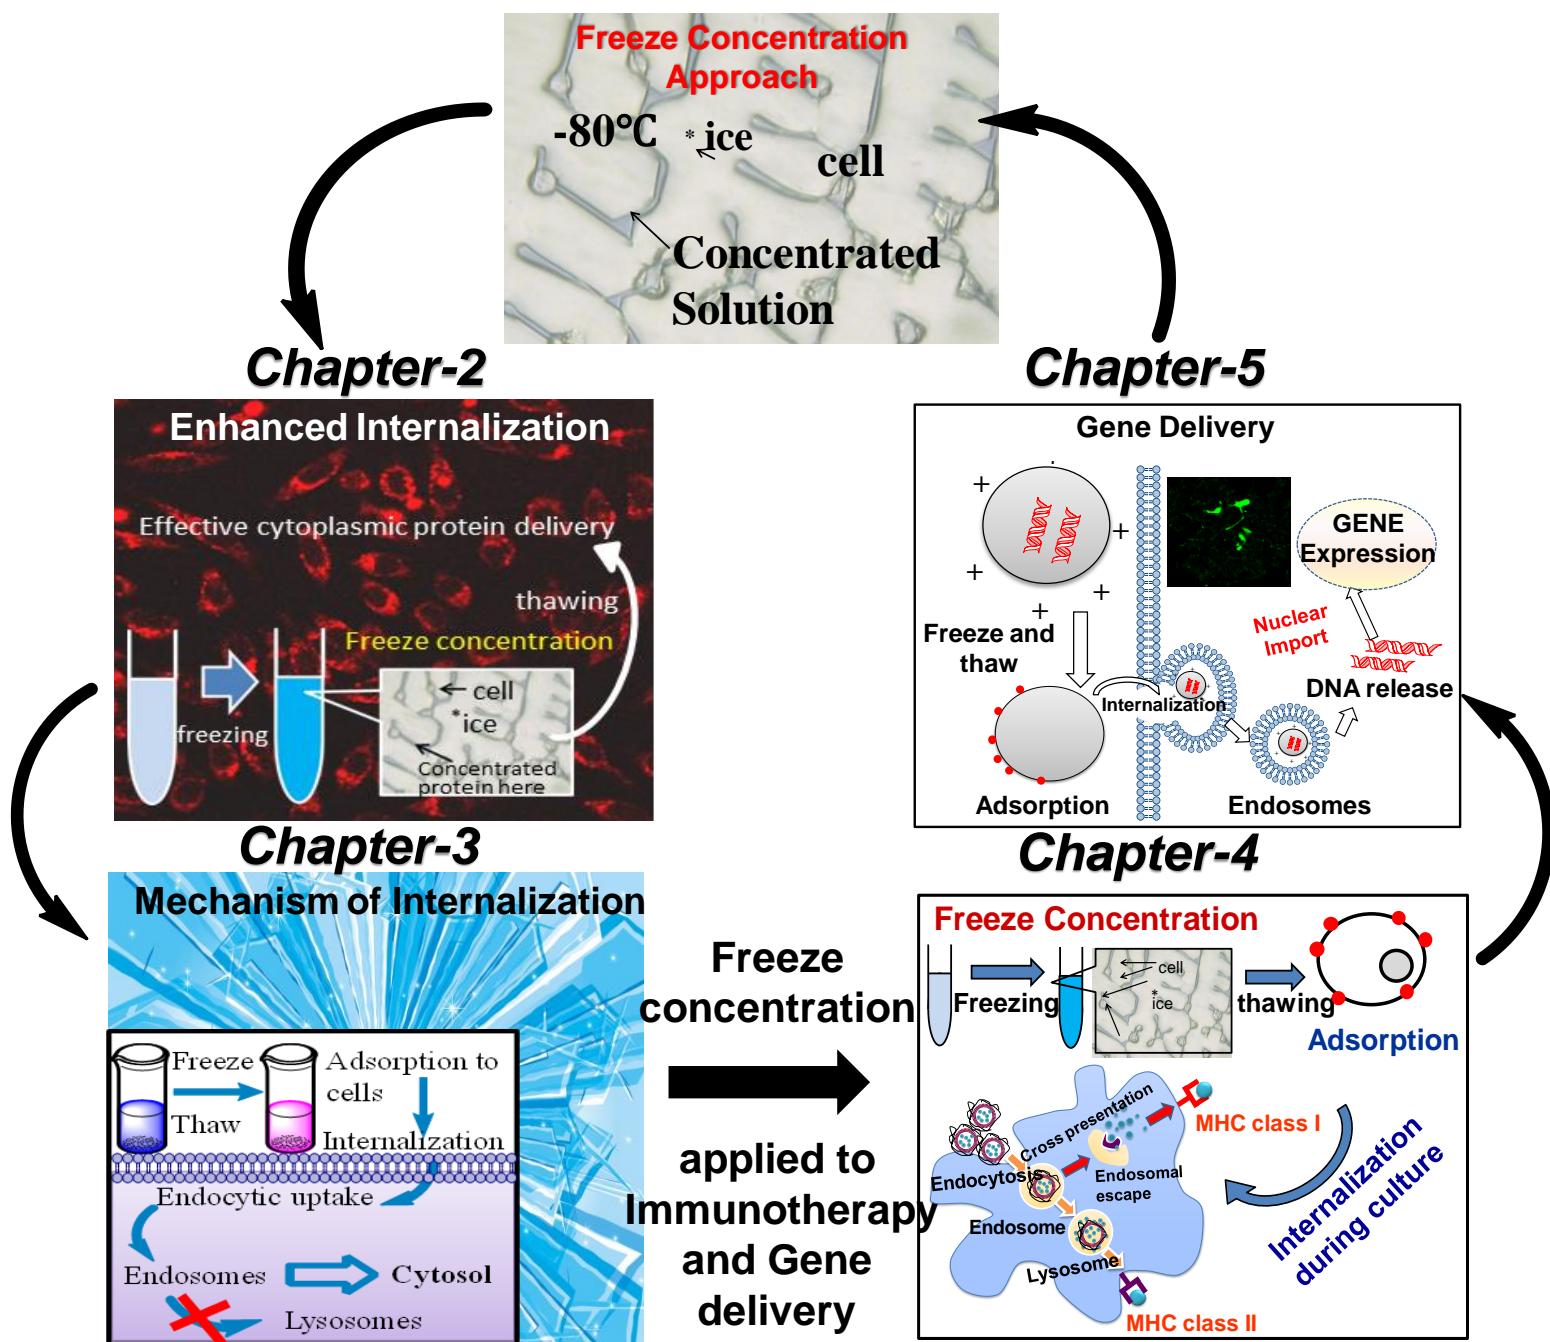 Freeze Concentration
Approach
-80℃
* ice
cell
Concentrated
Solution
Chapter-2
Enhanced Internalization
Effective cytoplasmic protein delivery
thawing
Freeze concentration
cell
*ice
freezing
Concentrated
protein here
Chapter-3
Mechanism of Internalization
Freeze
Thaw
Adsorption to
cells
Internalization
Endocytic uptake
Endosomes
Cytosol
Lysosomes
Freeze
concentration
applied to
Immunotherapy
and Gene
delivery
Chapter-5
Gene Delivery
+
+
+
+
+
GENE
Expression
Nuclear
Import
Freeze and
thaw
DNA release
Internalization
Adsorption
Endosomes
Chapter-4
Freeze Concentration
Freezing
cell
*
ice
thawing
Adsorption
Cross presentation
MHC class I
Endocytosis
Endosomal
escape
Endosome
Lysosome
MHC class II
Internalization
during culture